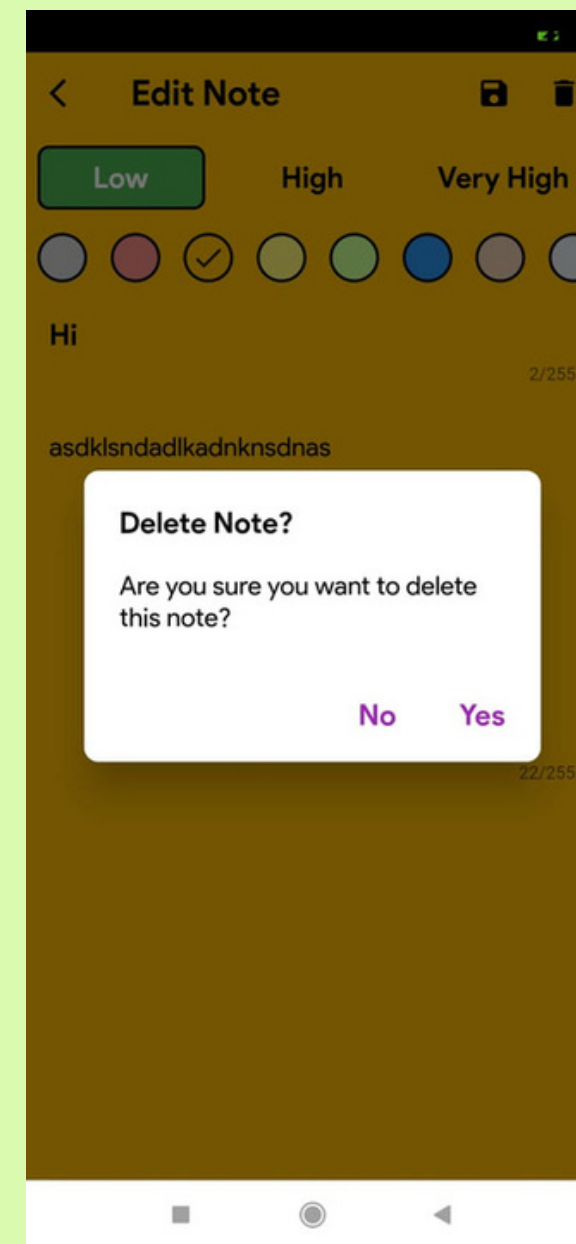 Edit Note
Low High Very High
Hi
2/255
asdklsndadlkadnknsdnas
Delete Note?
Are you sure you want to delete
this note?
No Yes
22/255